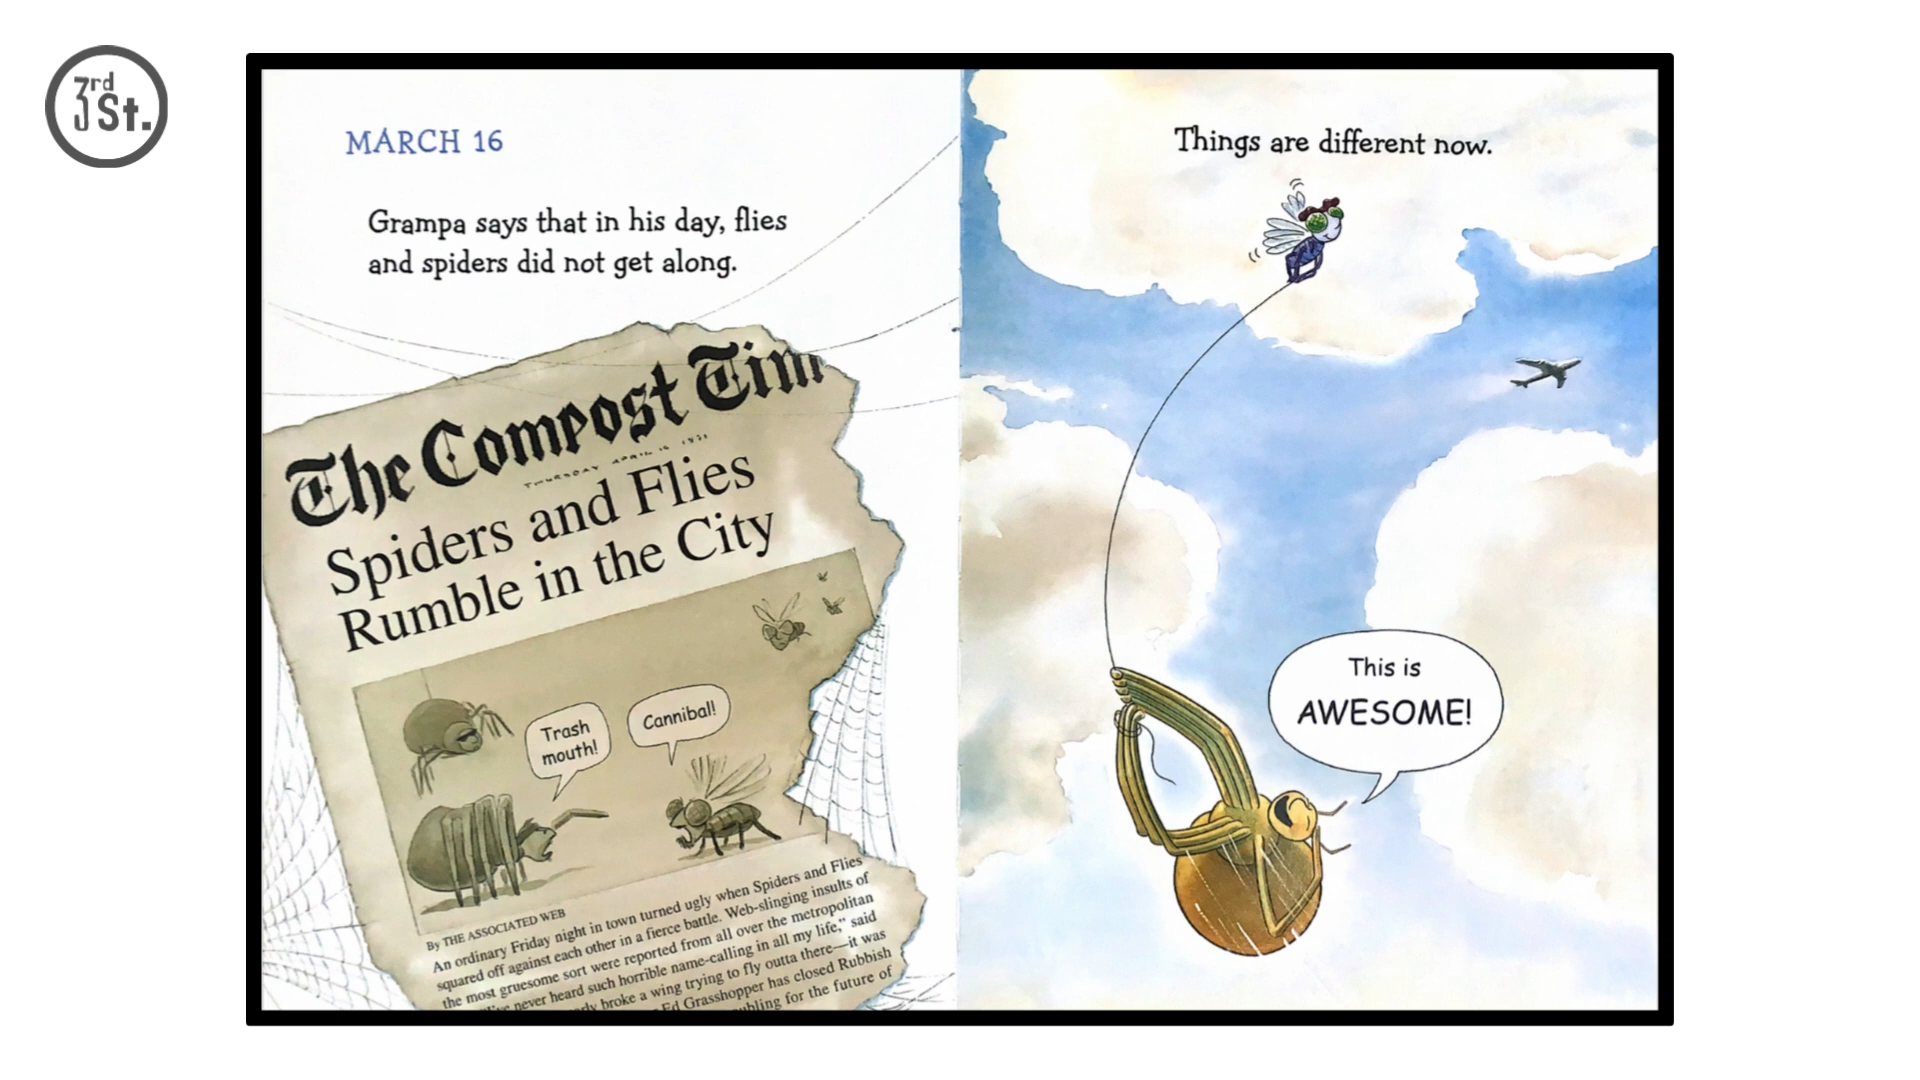 3rd St.
MARCH 16
Grampa says that in his day, flies
and spiders did not get along.
The Compost Tim
THURSDAY APRIL 16 1931
Spiders and Flies
Rumble in the City
Trash
mouth!
Cannibal!
By THE ASSOCIATED WEB
An ordinary Friday night in town turned ugly when Spiders and Flies
squared off against each other in a fierce battle. Web-slinging insults of
the most gruesome sort were reported from all over the metropolitan
never heard such horrible name-calling in all my life," said
broke a wing trying to fly outta there—it was
Ed Grasshopper has closed Rubbish
for the future of
Things are different now.
This is
AWESOME!